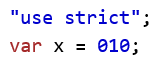 "use strict";
var x = 010;